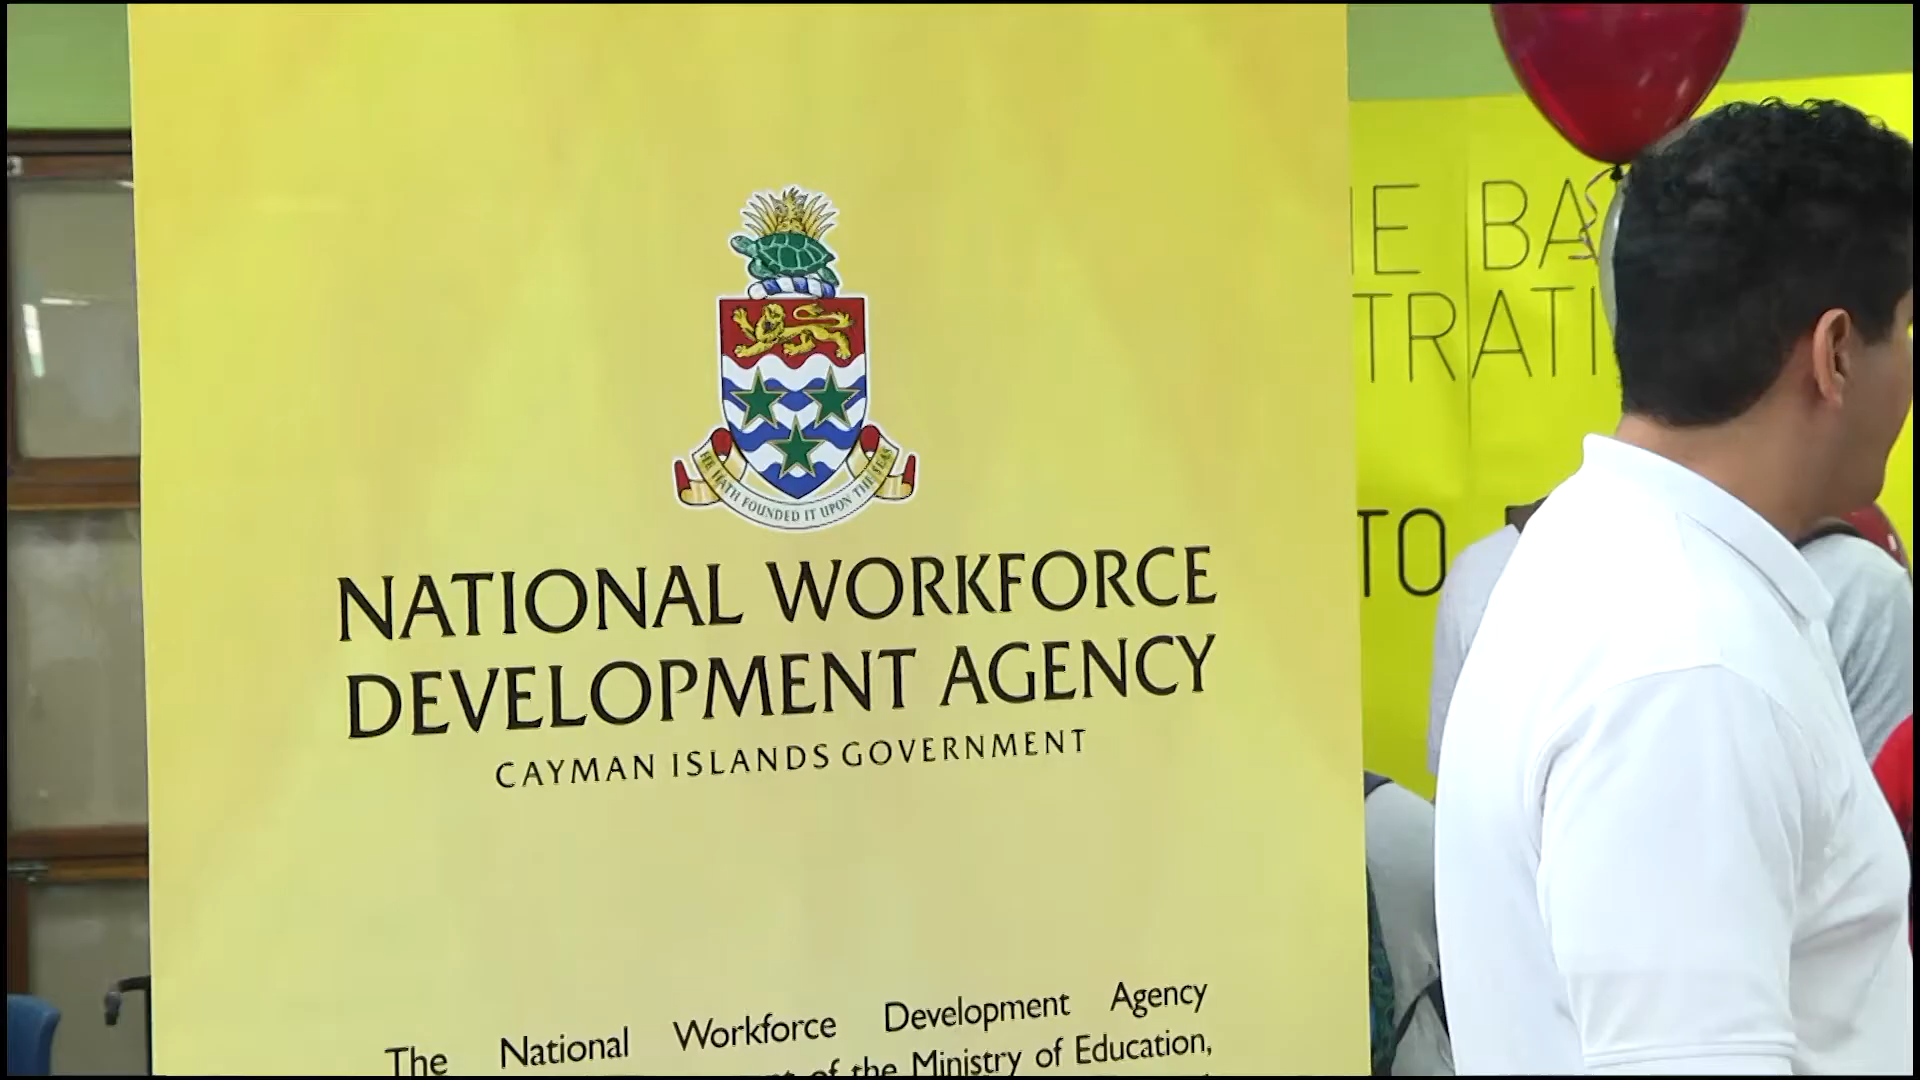 HE HATH FOUNDED IT UPON THE SEAS
NATIONAL WORKFORCE
DEVELOPMENT AGENCY
CAYMAN ISLANDS GOVERNMENT
The National Workforce Development Agency
of the Ministry of Education,
E BA
TRATI
TO